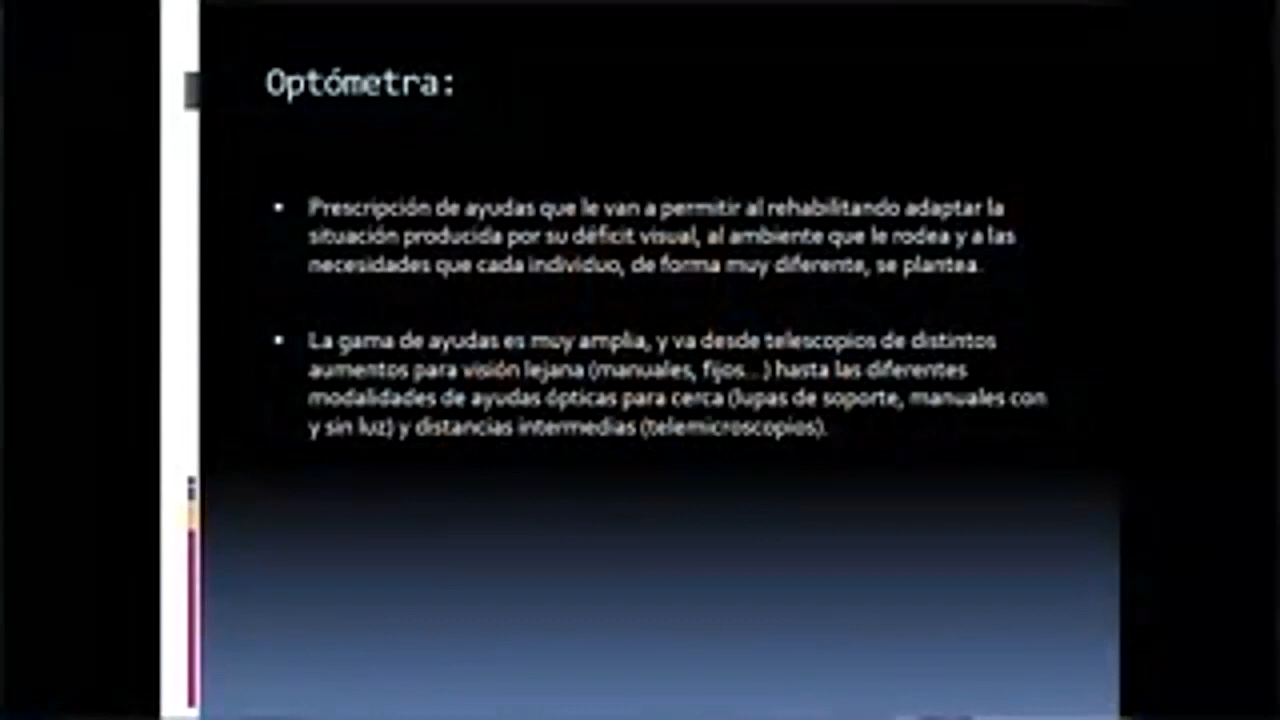 Optómetra:
Prescripción de ayudas que le van a permitir al rehabilitando adaptar la
situación producida por su déficit visual, al ambiente que le rodea y a las
necesidades que cada individuo, de forma muy diferente, se plantea.
La gama de ayudas es muy amplia, y va desde telescopios de distintos
aumentos para visión lejana (manuales, fijos...) hasta las diferentes
modalidades de ayudas ópticas para cerca (lupas de soporte, manuales con
y sin luz) y distancias intermedias (telemicroscopios).